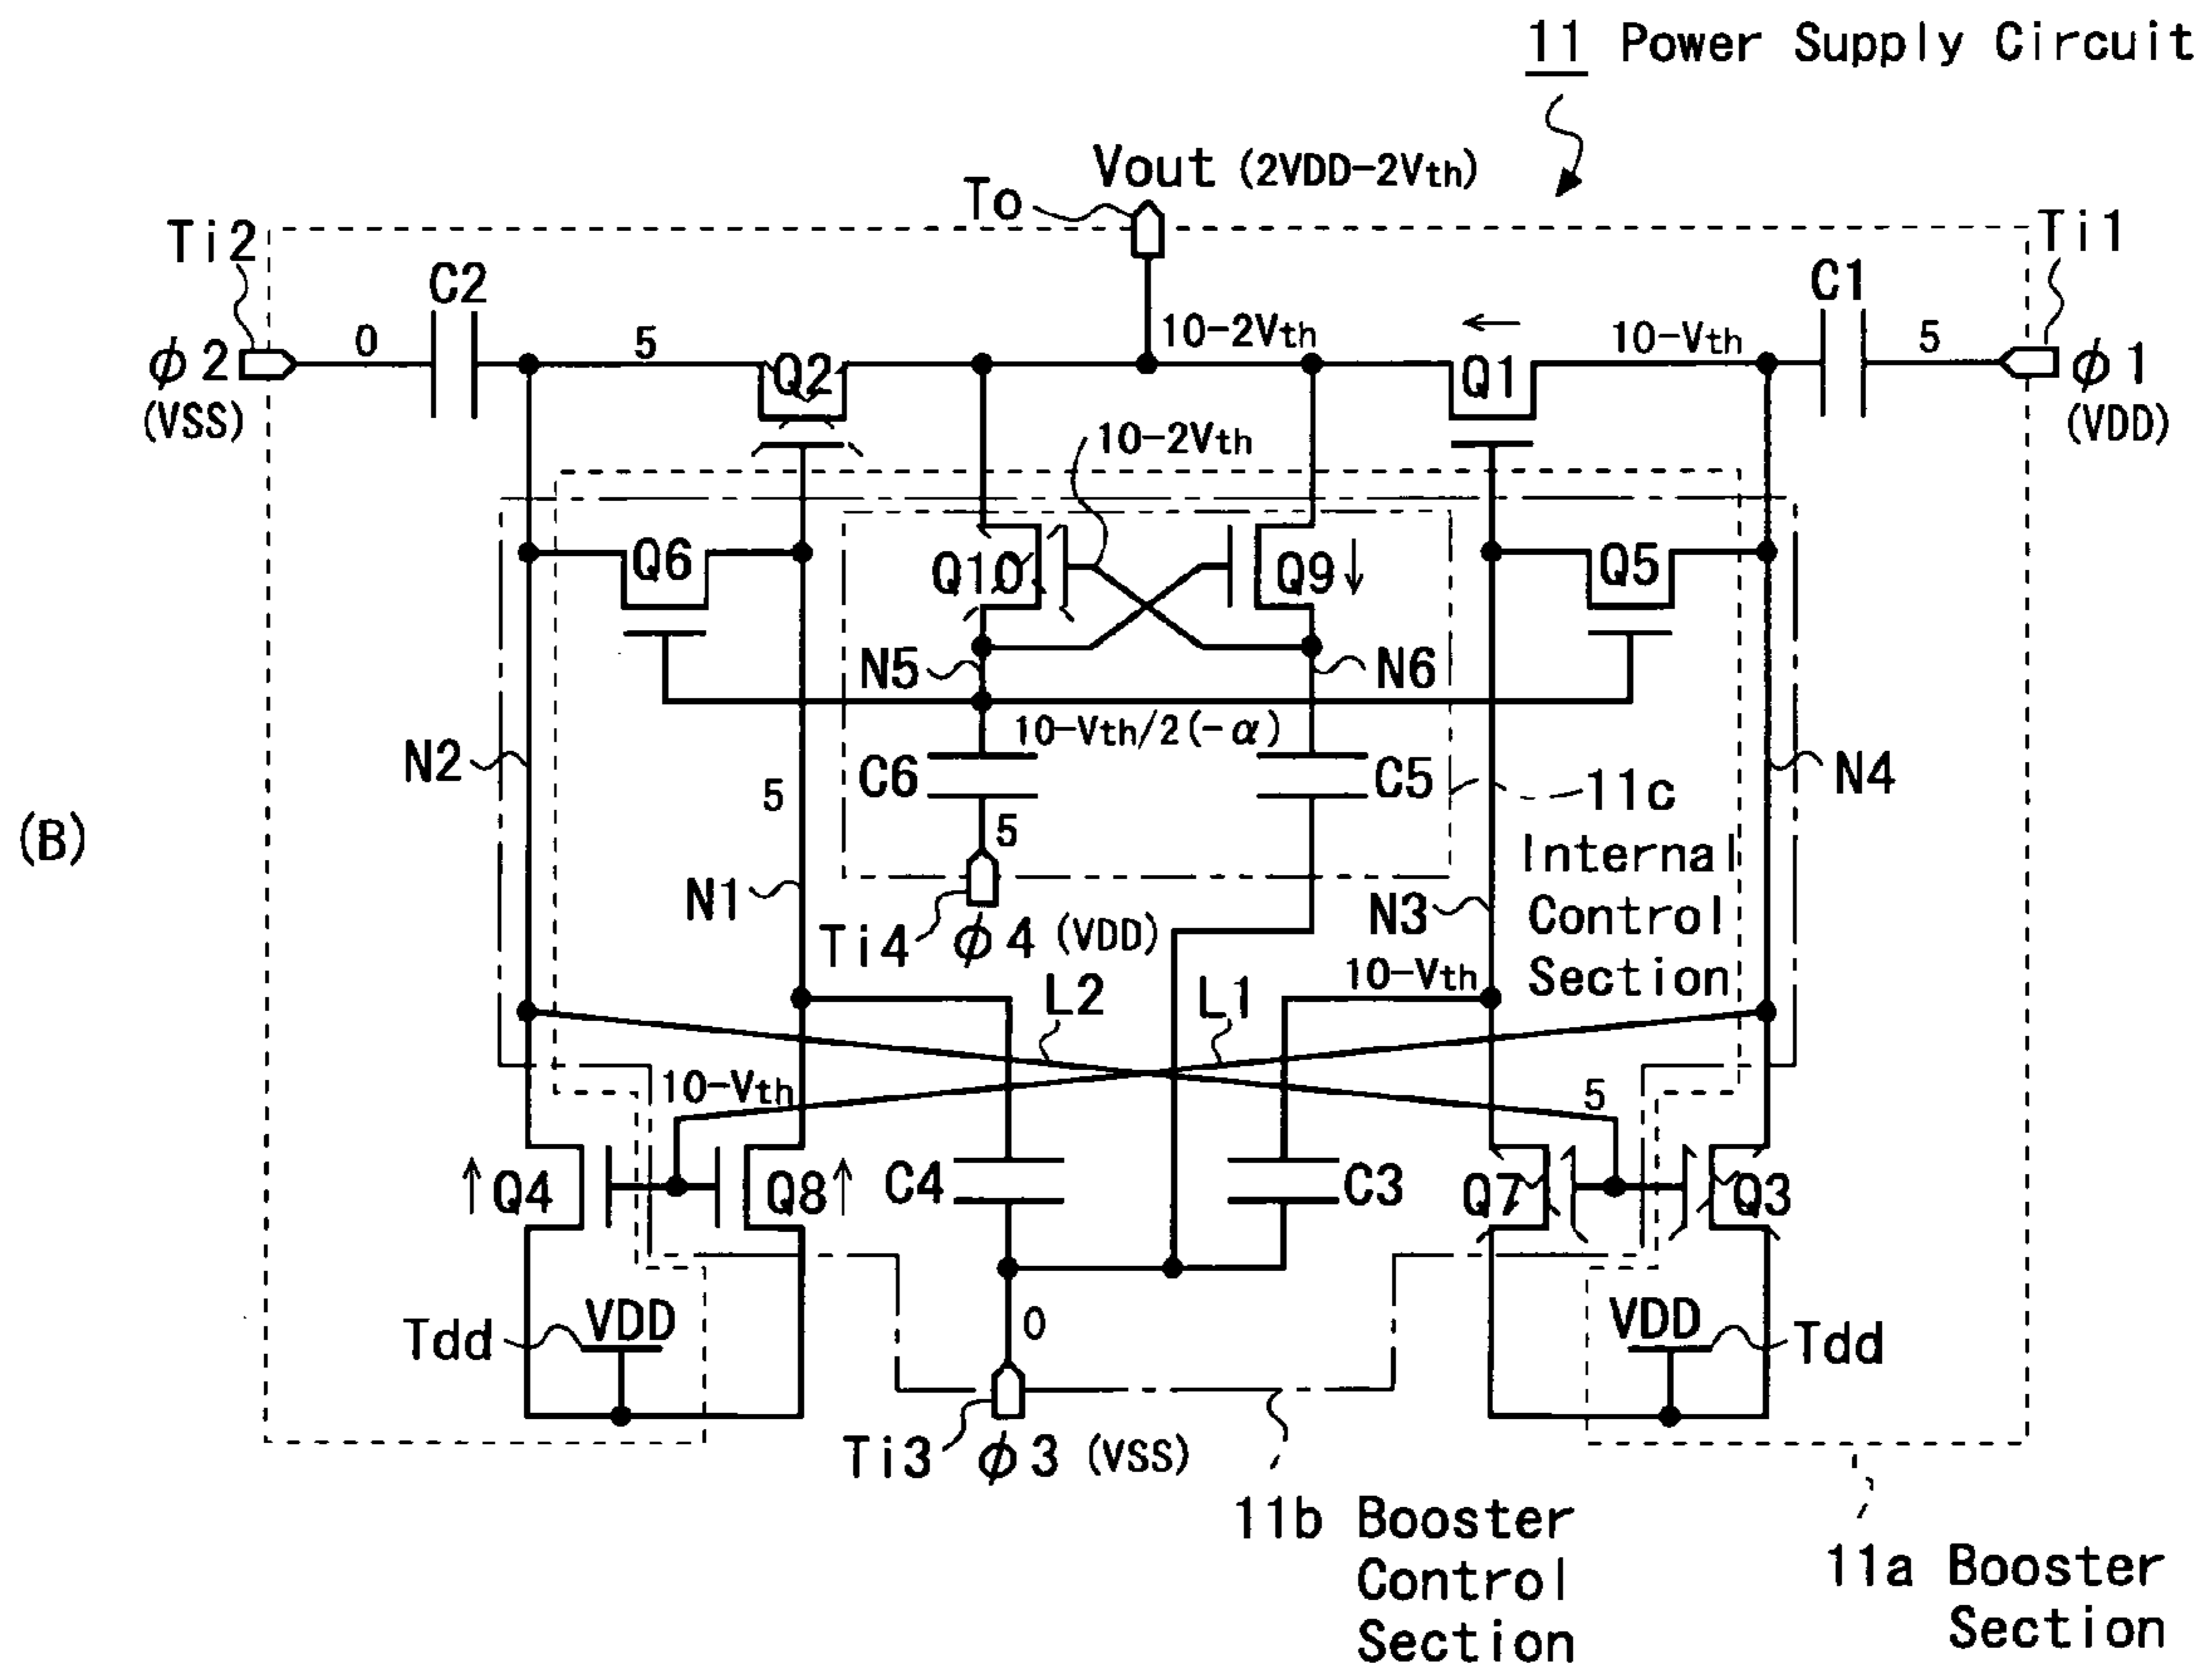 11 Power Supply Circuit
Vout (2VDD-2Vth)
To
Ti2
Ti1
C2
C1
φ2
(VSS)
0
5
Q2
10-2Vth
←
Q1
10-Vth
5
φ1
(VDD)
10-2Vth
Q6
Q10
Q9↓
Q5
N5
N6
10-Vth/2(-α)
N2
C6
C5
11c
Internal
Control
Section
N4
5
5
(B)
N1
N3
Ti4
φ4 (VDD)
10-Vth
L2
L1
10-Vth
5
↑Q4
Q8↑
C4
C3
Q7
Q3
VDD
Tdd
0
VDD
Tdd
Ti3
φ3 (VSS)
11b Booster
Control
Section
11a Booster
Section